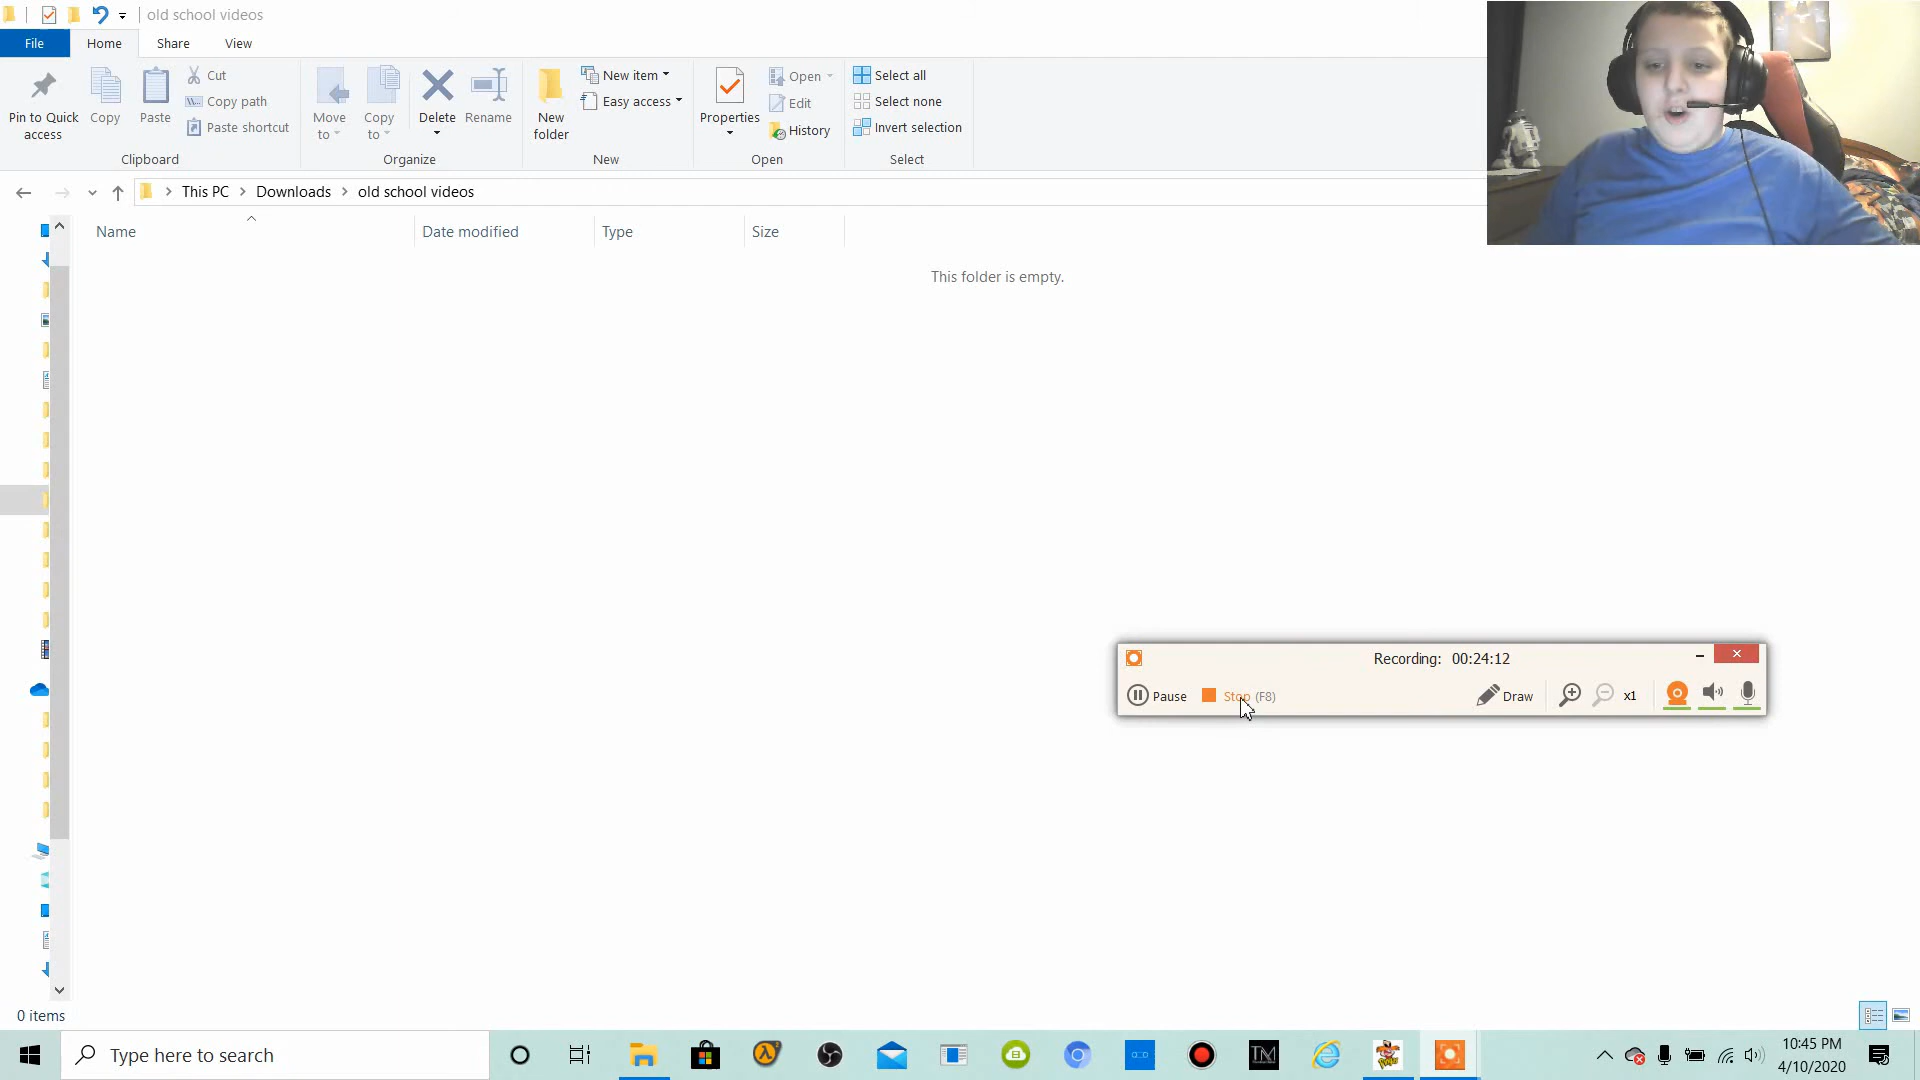 old school videos
File
Home
Share
View
Pin to Quick access
Copy
Paste
Cut
Copy path
Paste shortcut
Clipboard
Move to
Copy to
Delete
Rename
Organize
New folder
New item
Easy access
New
Properties
Open
Edit
History
Open
Select all
Select none
Invert selection
Select
This PC > Downloads > old school videos
Name
Date modified
Type
Size
This folder is empty.
Recording: 00:24:12
Pause
Stop (F8)
Draw
x1
0 items
Type here to search
TM
10:45 PM
4/10/2020